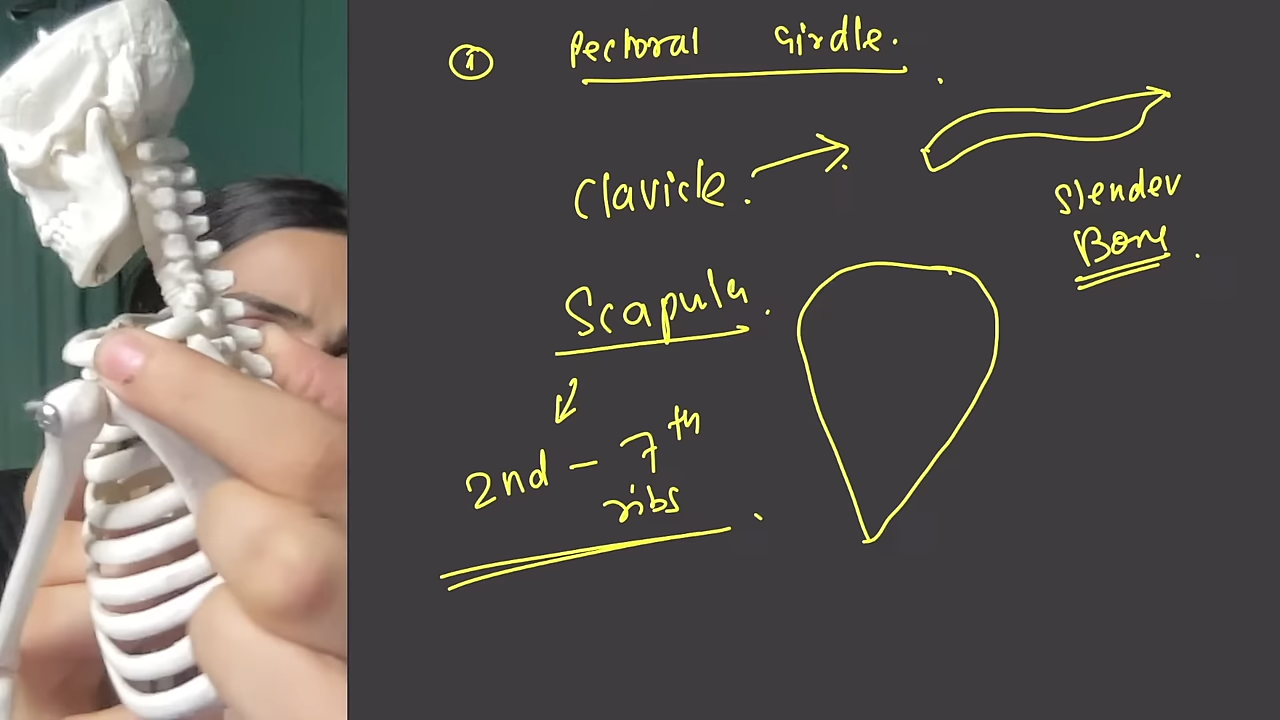 ① Pectoral Girdle.
Clavicle.
Slender
Bone
Scapula.
2nd - 7th
ribs